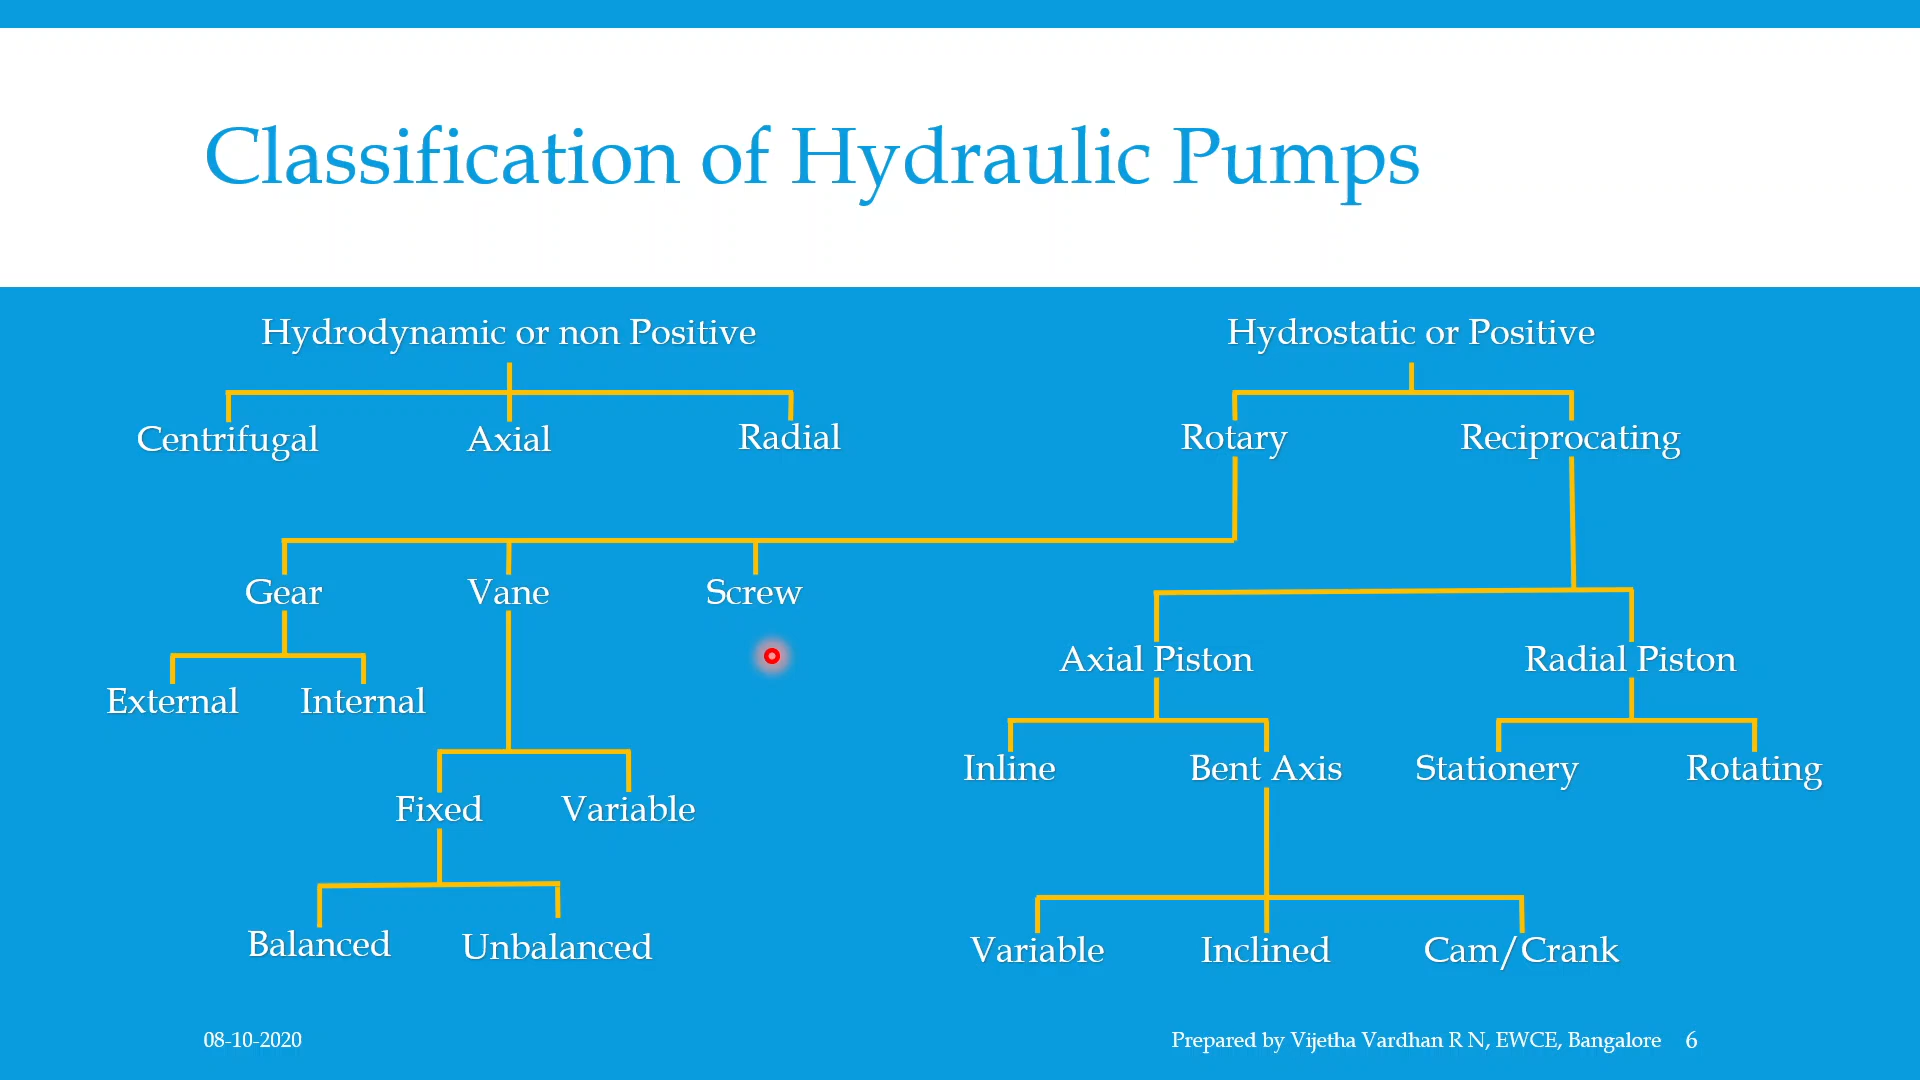 Classification of Hydraulic Pumps
Hydrodynamic or non Positive
Hydrostatic or Positive
Centrifugal
Axial
Radial
Rotary
Reciprocating
Gear
Vane
Screw
Axial Piston
Radial Piston
External
Internal
Inline
Bent Axis
Stationery
Rotating
Fixed
Variable
Balanced
Unbalanced
Variable
Inclined
Cam/Crank
08-10-2020
Prepared by Vijetha Vardhan R N, EWCE, Bangalore
6